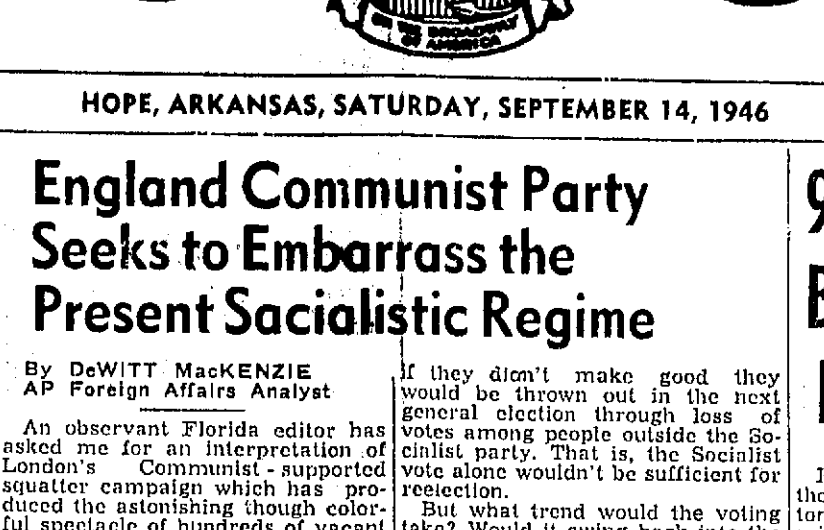 ON THE BROADWAY
OF AMERICA
HOPE, ARKANSAS, SATURDAY, SEPTEMBER 14, 1946
England Communist Party
Seeks to Embarrass the
Present Sacialistic Regime
By DeWITT MacKENZIE
AP Foreign Affairs Analyst
An observant Florida editor has
asked me for an interpretation of
London's Communist-supported
squatter campaign which has pro-
duced the astonishing though color-
ful spectacle of hundreds of vacant
if they didn't make good they
would be thrown out in the next
general election through loss of
votes among people outside the So-
cialist party. That is, the Socialist
vote alone wouldn't be sufficient for
reelection.
But what trend would the voting
take? Would it swing back into the